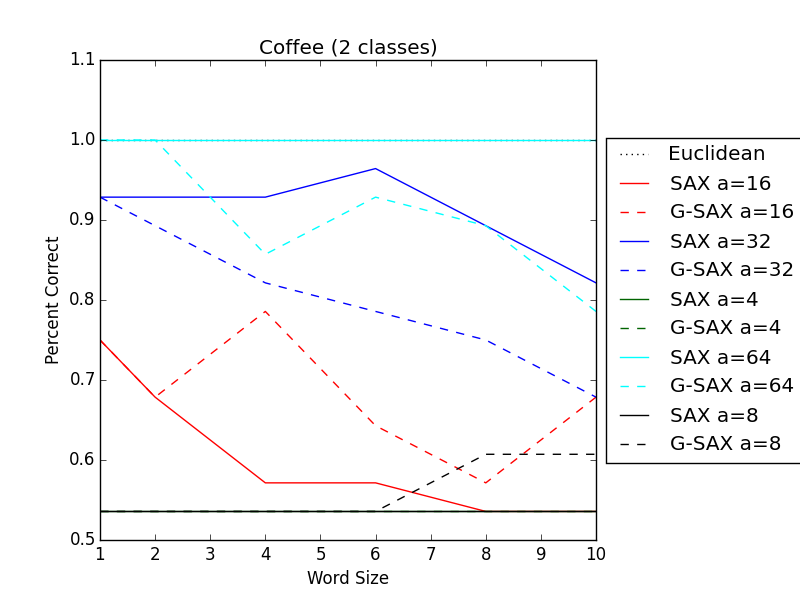 Coffee (2 classes)
1.1
1.0
0.9
0.8
0.7
0.6
0.5
Percent Correct
1 2 3 4 5 6 7 8 9 10
Word Size
Euclidean
SAX a=16
G-SAX a=16
SAX a=32
G-SAX a=32
SAX a=4
G-SAX a=4
SAX a=64
G-SAX a=64
SAX a=8
G-SAX a=8